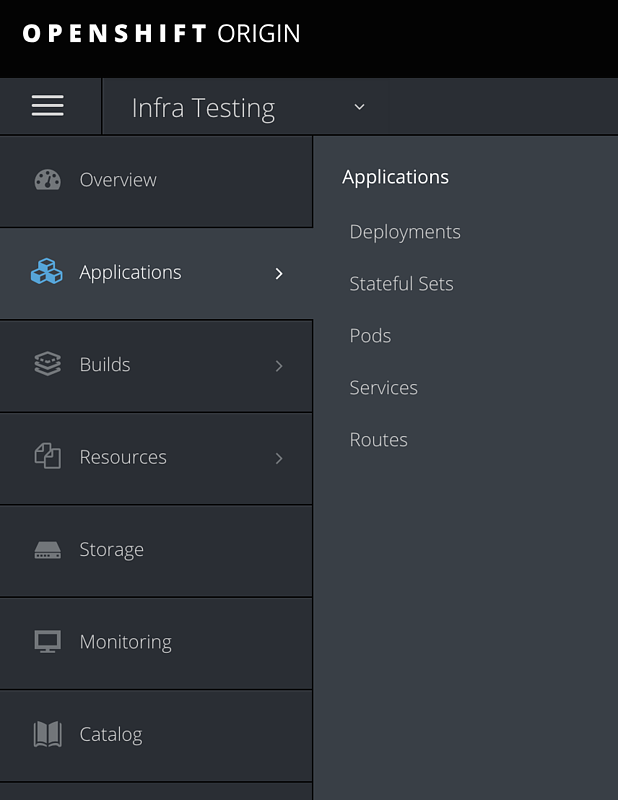 OPENSHIFT ORIGIN
Infra Testing
Overview
Applications
Builds
Resources
Storage
Monitoring
Catalog
Applications
Deployments
Stateful Sets
Pods
Services
Routes